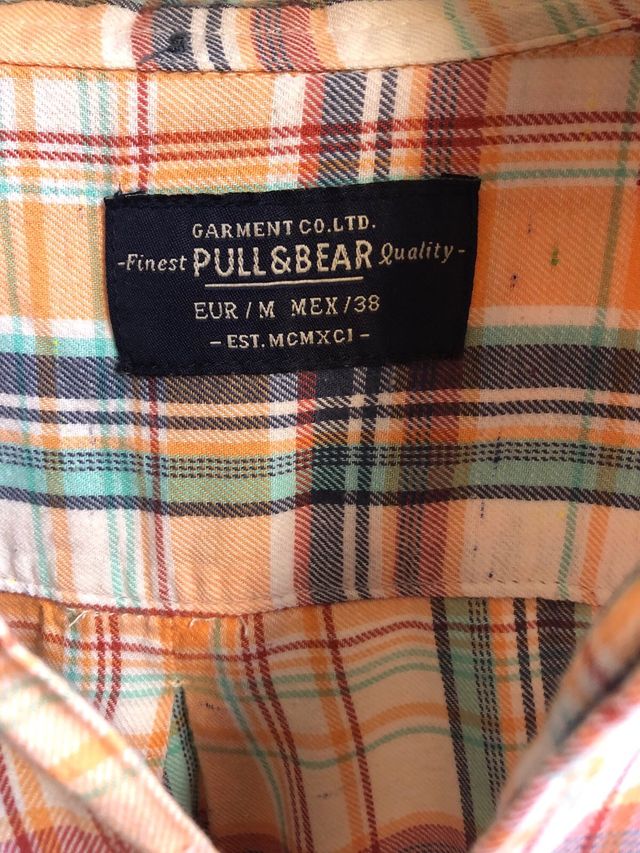 GARMENT CO.LTD.
-Finest PULL&BEAR Quality-
EUR/M MEX/38
- EST. MCMXCI -